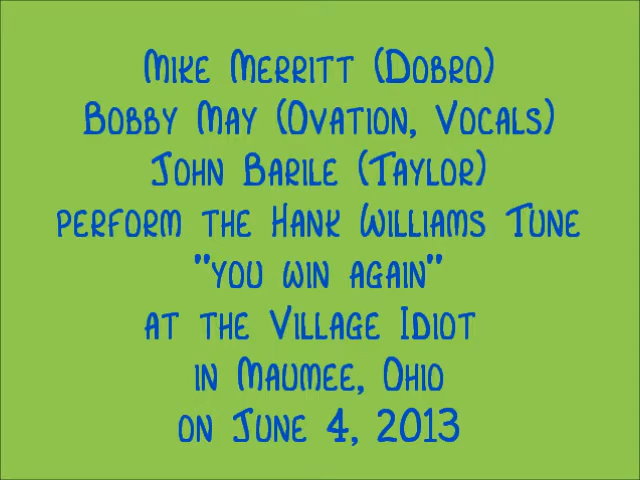 Mike Merritt (Dobro)
Bobby May (Ovation, Vocals)
John Barile (Taylor)
perform the Hank Williams Tune
"you win again"
at the Village Idiot
in Maumee, Ohio
on June 4, 2013